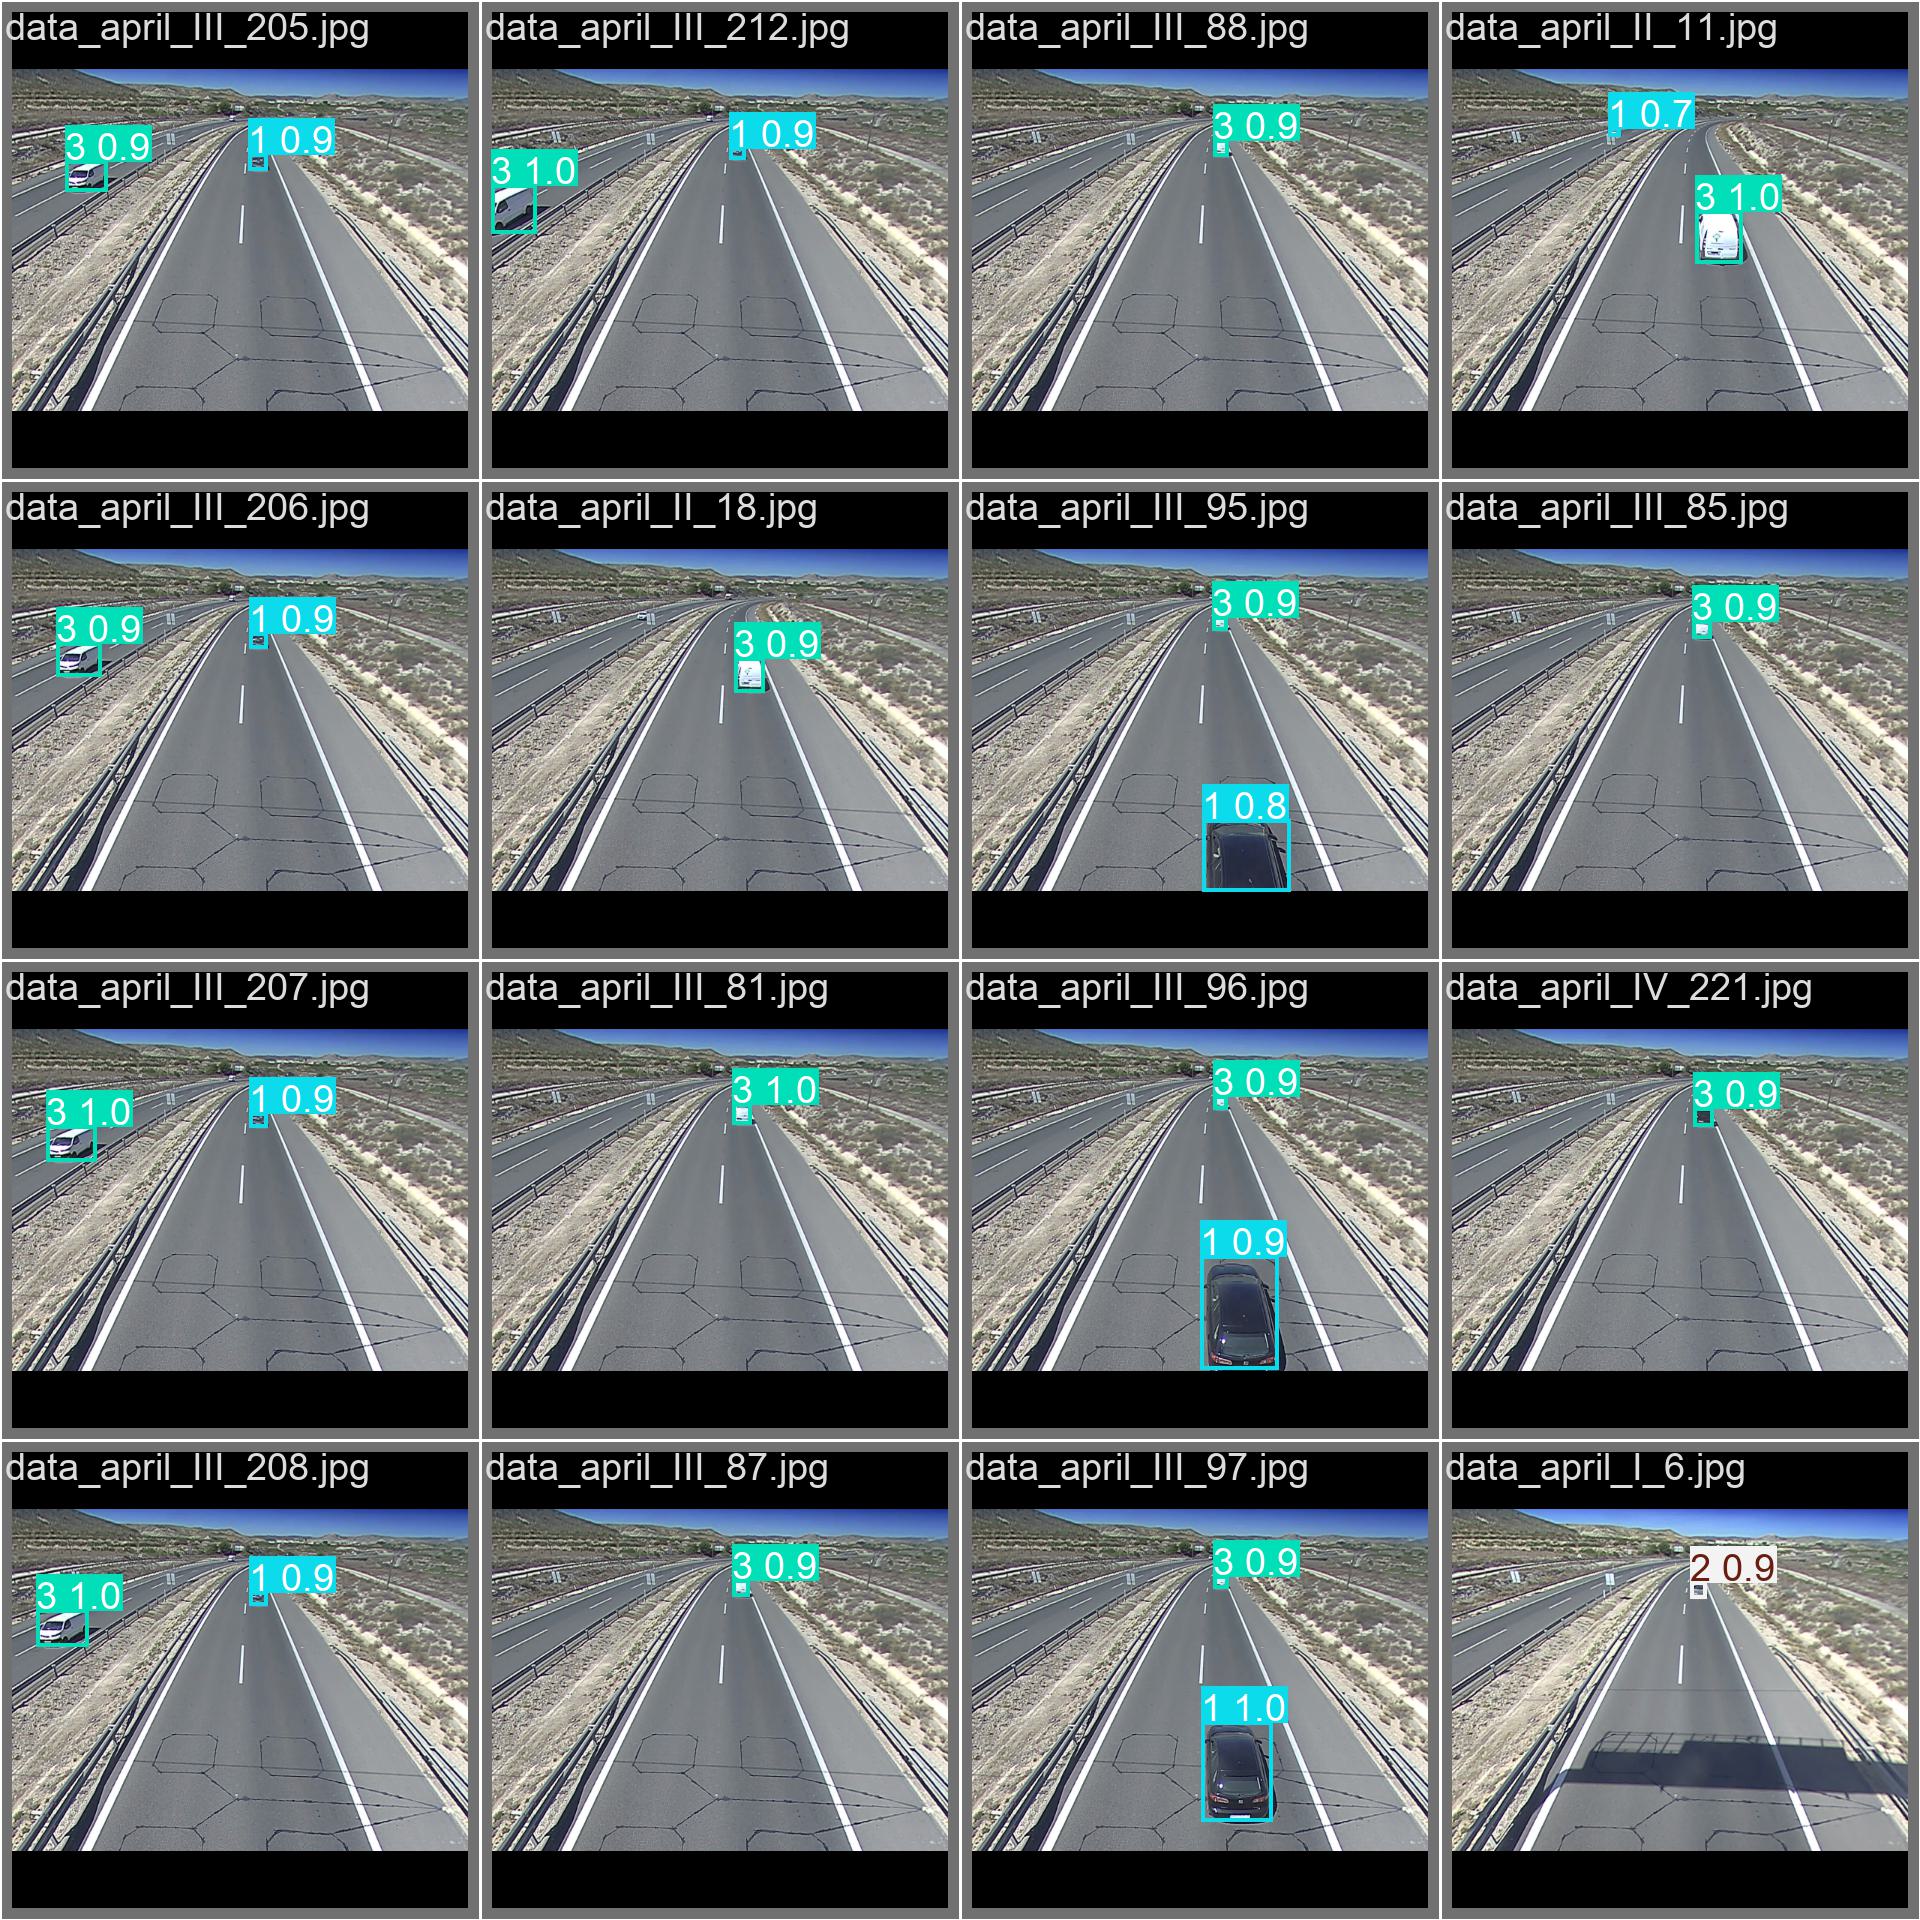 data_april_III_205.jpg
3 0.9
1 0.9
data_april_III_212.jpg
1 0.9
3 1.0
data_april_III_88.jpg
3 0.9
data_april_II_11.jpg
1 0.7
3 1.0
data_april_III_206.jpg
1 0.9
3 0.9
data_april_II_18.jpg
3 0.9
data_april_III_95.jpg
3 0.9
1 0.8
data_april_III_85.jpg
3 0.9
data_april_III_207.jpg
1 0.9
3 1.0
data_april_III_81.jpg
3 1.0
data_april_III_96.jpg
3 0.9
1 0.9
data_april_IV_221.jpg
3 0.9
data_april_III_208.jpg
1 0.9
3 1.0
data_april_III_87.jpg
3 0.9
data_april_III_97.jpg
3 0.9
1 1.0
data_april_I_6.jpg
2 0.9